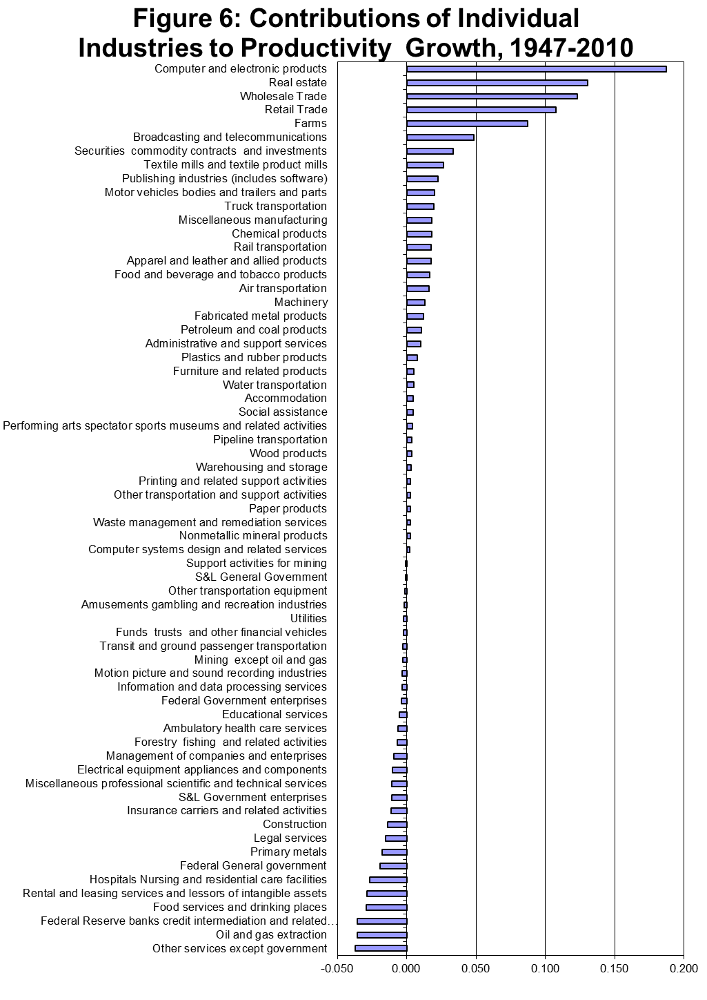 Figure 6: Contributions of Individual
Industries to Productivity  Growth, 1947-2010
Computer and electronic products
Real estate
Wholesale Trade
Retail Trade
Farms
Broadcasting and telecommunications
Securities  commodity contracts  and investments
Textile mills and textile product mills
Publishing industries (includes software)
Motor vehicles bodies and trailers and parts
Truck transportation
Miscellaneous manufacturing
Chemical products
Rail transportation
Apparel and leather and allied products
Food and beverage and tobacco products
Air transportation
Machinery
Fabricated metal products
Petroleum and coal products
Administrative and support services
Plastics and rubber products
Furniture and related products
Water transportation
Accommodation
Social assistance
Performing arts spectator sports museums and related activities
Pipeline transportation
Wood products
Warehousing and storage
Printing and related support activities
Other transportation and support activities
Paper products
Waste management and remediation services
Nonmetallic mineral products
Computer systems design and related services
Support activities for mining
S&L General Government
Other transportation equipment
Amusements gambling and recreation industries
Utilities
Funds  trusts  and other financial vehicles
Transit and ground passenger transportation
Mining  except oil and gas
Motion picture and sound recording industries
Information and data processing services
Federal Government enterprises
Educational services
Ambulatory health care services
Forestry  fishing  and related activities
Management of companies and enterprises
Electrical equipment appliances and components
Miscellaneous professional scientific and technical services
S&L Government enterprises
Insurance carriers and related activities
Construction
Legal services
Primary metals
Federal General government
Hospitals Nursing and residential care facilities
Rental and leasing services and lessors of intangible assets
Food services and drinking places
Federal Reserve banks credit intermediation and related…
Oil and gas extraction
Other services except government
-0.050 0.000 0.050 0.100 0.150 0.200